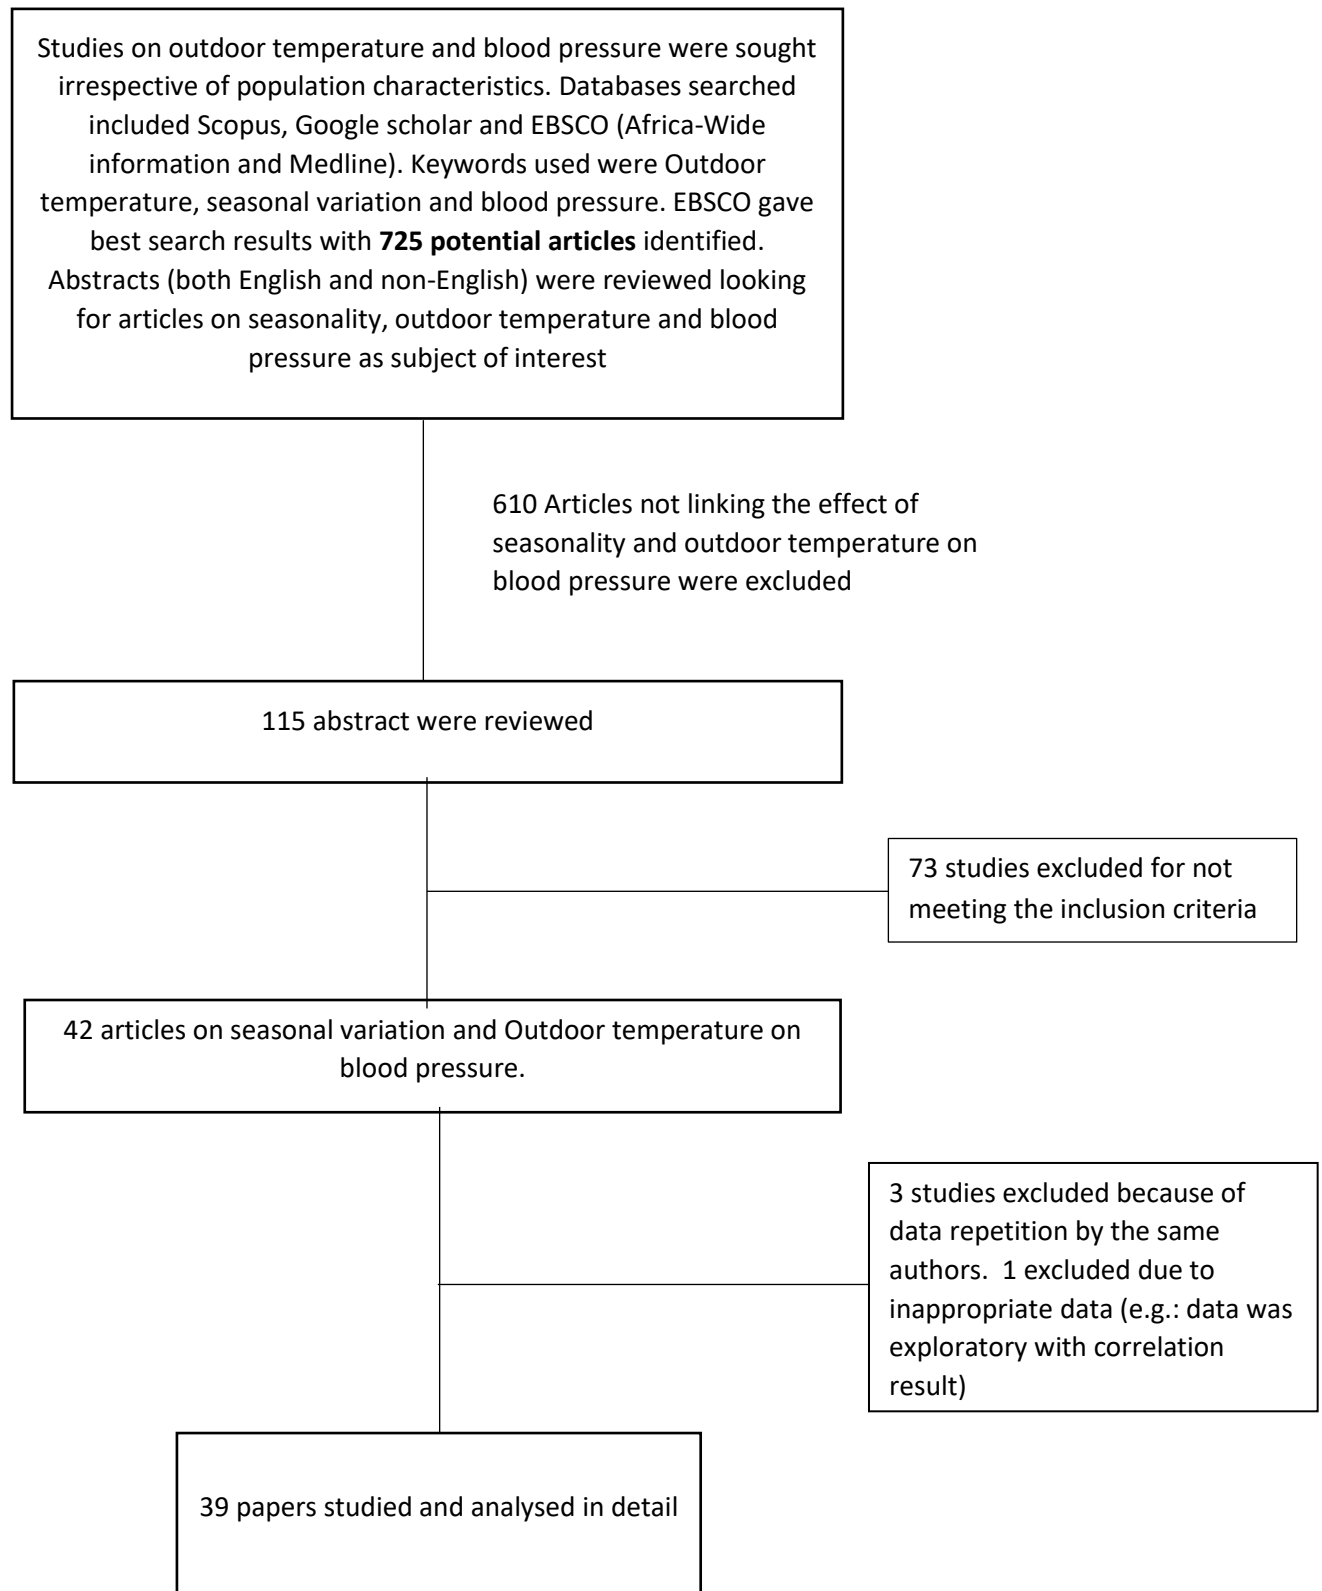 Studies on outdoor temperature and blood pressure were sought
irrespective of population characteristics. Databases searched
included Scopus, Google scholar and EBSCO (Africa-Wide
information and Medline). Keywords used were Outdoor
temperature, seasonal variation and blood pressure. EBSCO gave
best search results with 725 potential articles identified.
Abstracts (both English and non-English) were reviewed looking
for articles on seasonality, outdoor temperature and blood
pressure as subject of interest
610 Articles not linking the effect of
seasonality and outdoor temperature on
blood pressure were excluded
115 abstract were reviewed
73 studies excluded for not
meeting the inclusion criteria
42 articles on seasonal variation and Outdoor temperature on
blood pressure.
3 studies excluded because of
data repetition by the same
authors.  1 excluded due to
inappropriate data (e.g.: data was
exploratory with correlation
result)
39 papers studied and analysed in detail